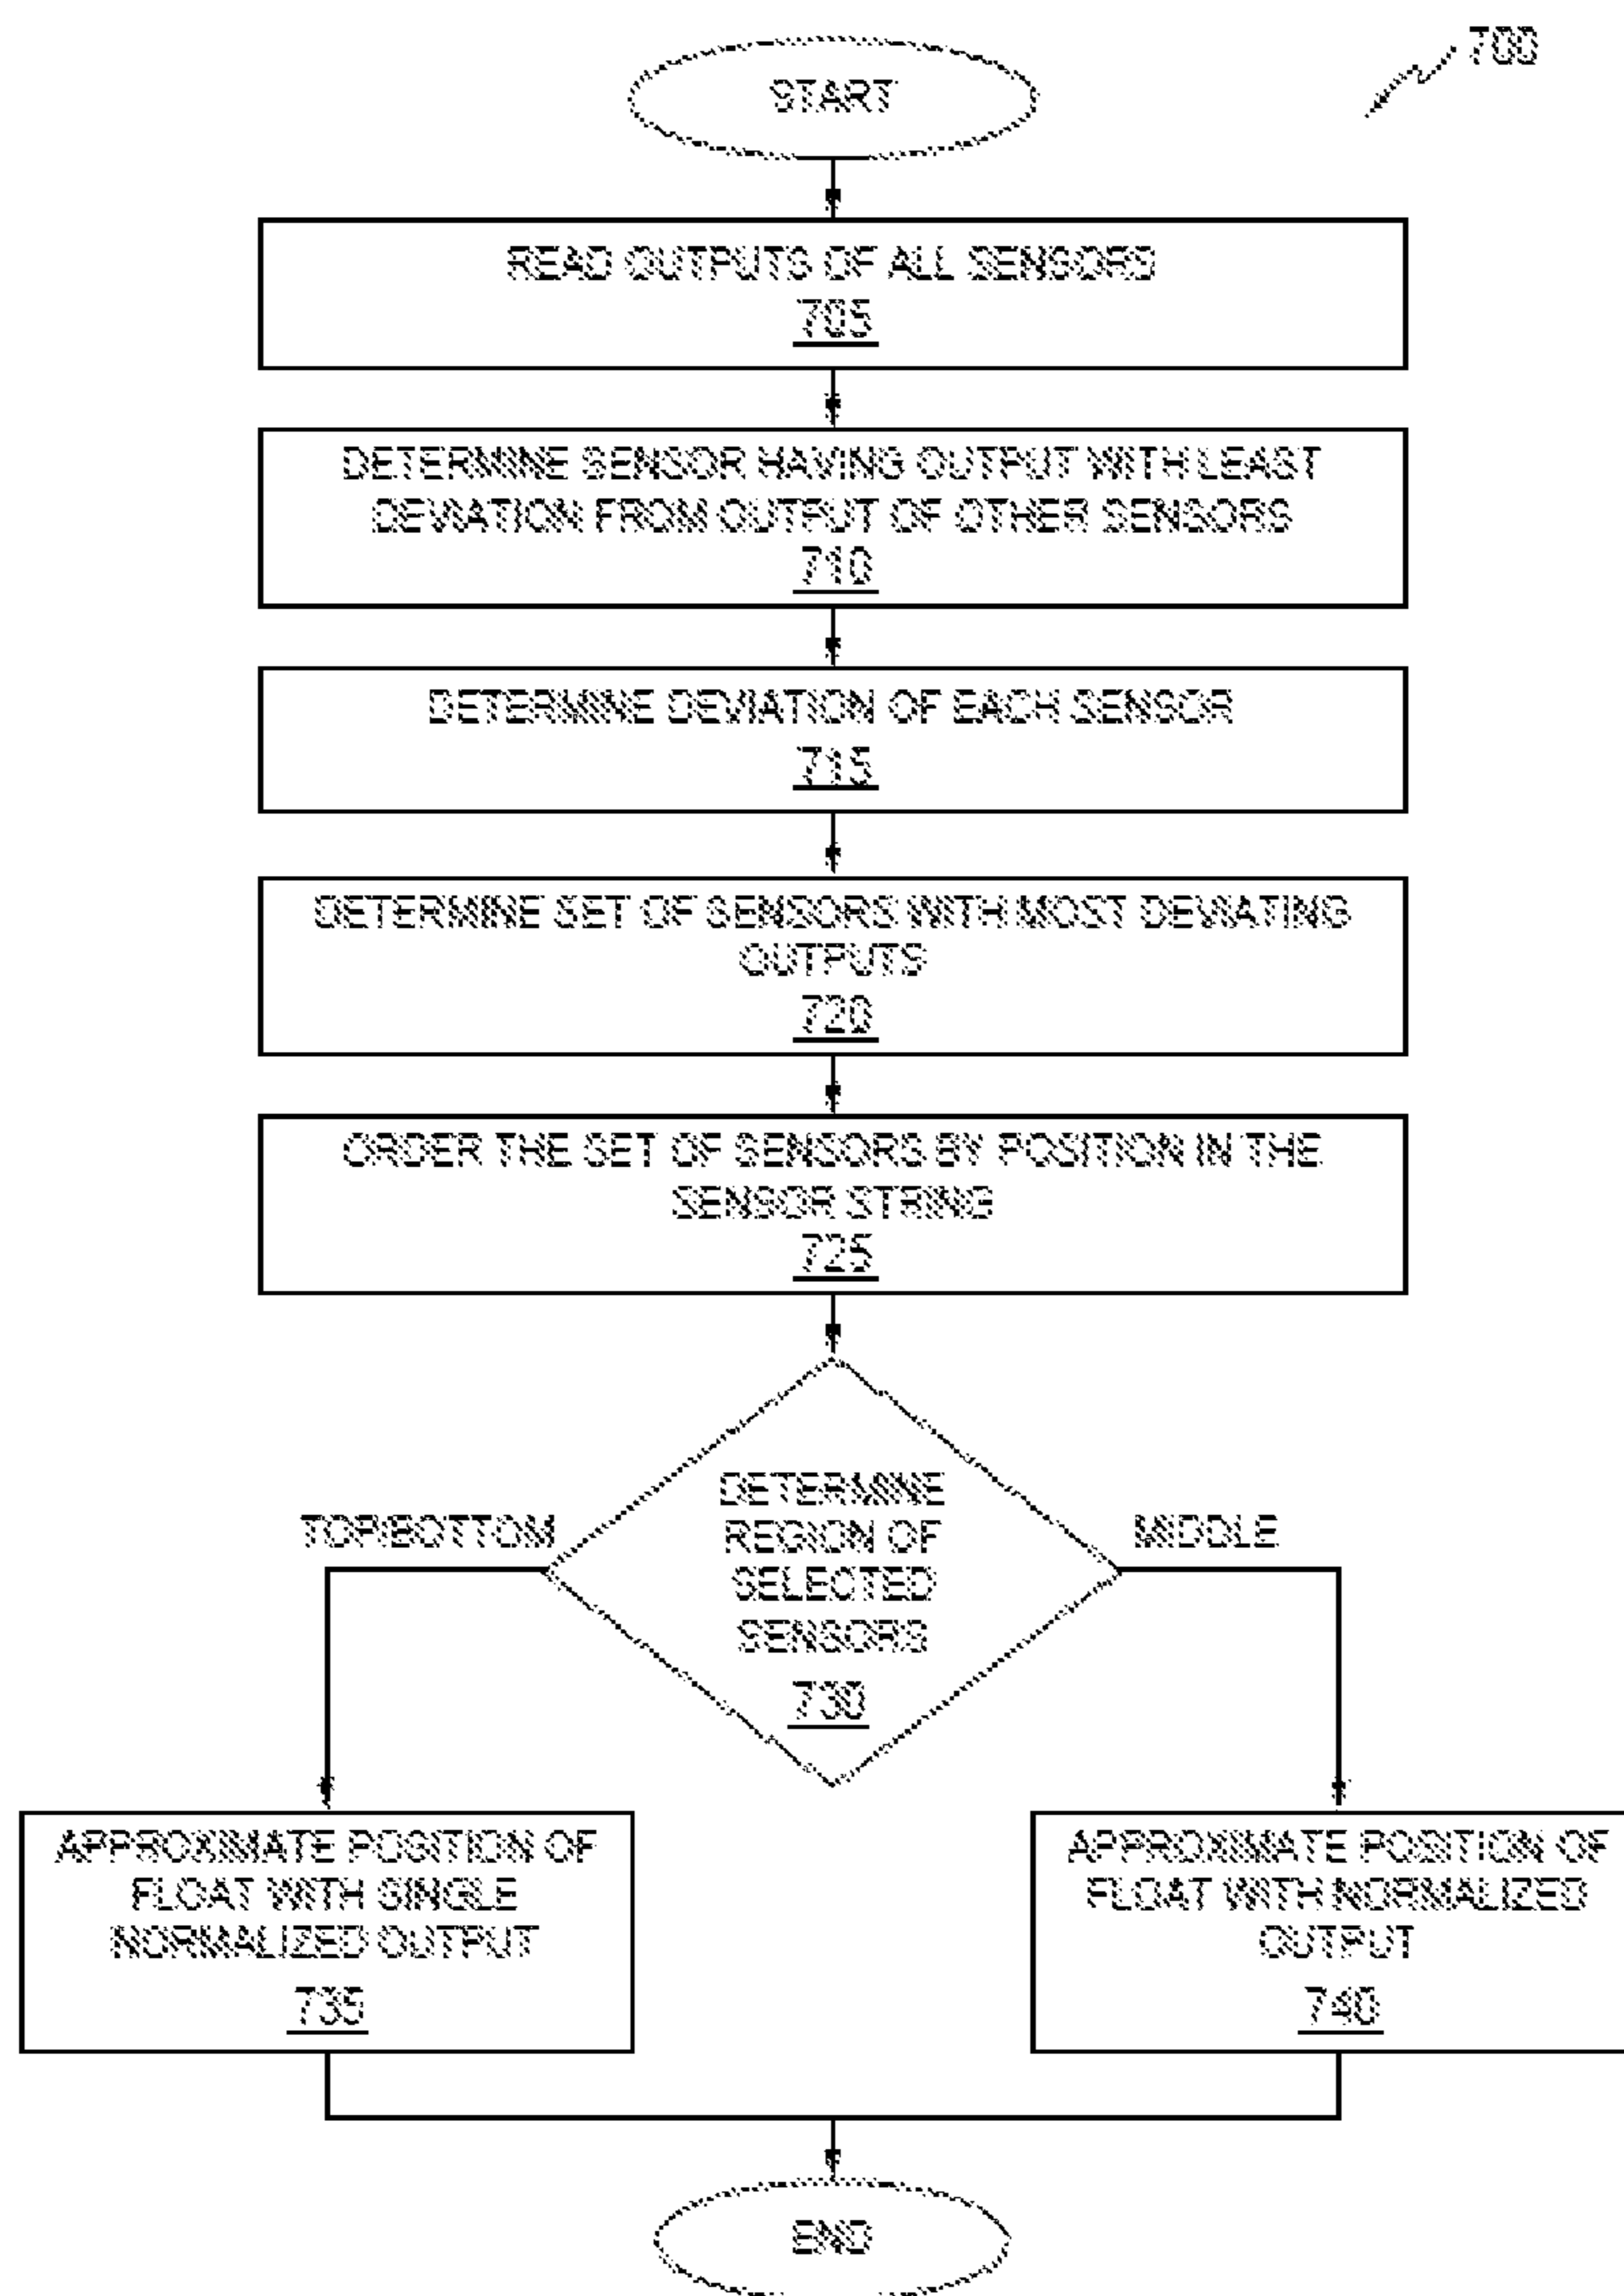 700
START
READ OUTPUTS OF ALL SENSORS
705
DETERMINE SENSOR HAVING OUTPUT WITH LEAST
DEVIATION FROM OUTPUT OF OTHER SENSORS
710
DETERMINE DEVIATION OF EACH SENSOR
715
DETERMINE SET OF SENSORS WITH MOST DEVIATING
OUTPUTS
720
ORDER THE SET OF SENSORS BY POSITION IN THE
SENSOR STRING
725
DETERMINE
REGION OF
SELECTED
SENSORS
730
TOP/BOTTOM
MIDDLE
APPROXIMATE POSITION OF
FLOAT WITH SINGLE
NORMALIZED OUTPUT
735
APPROXIMATE POSITION OF
FLOAT WITH NORMALIZED
OUTPUT
740
END